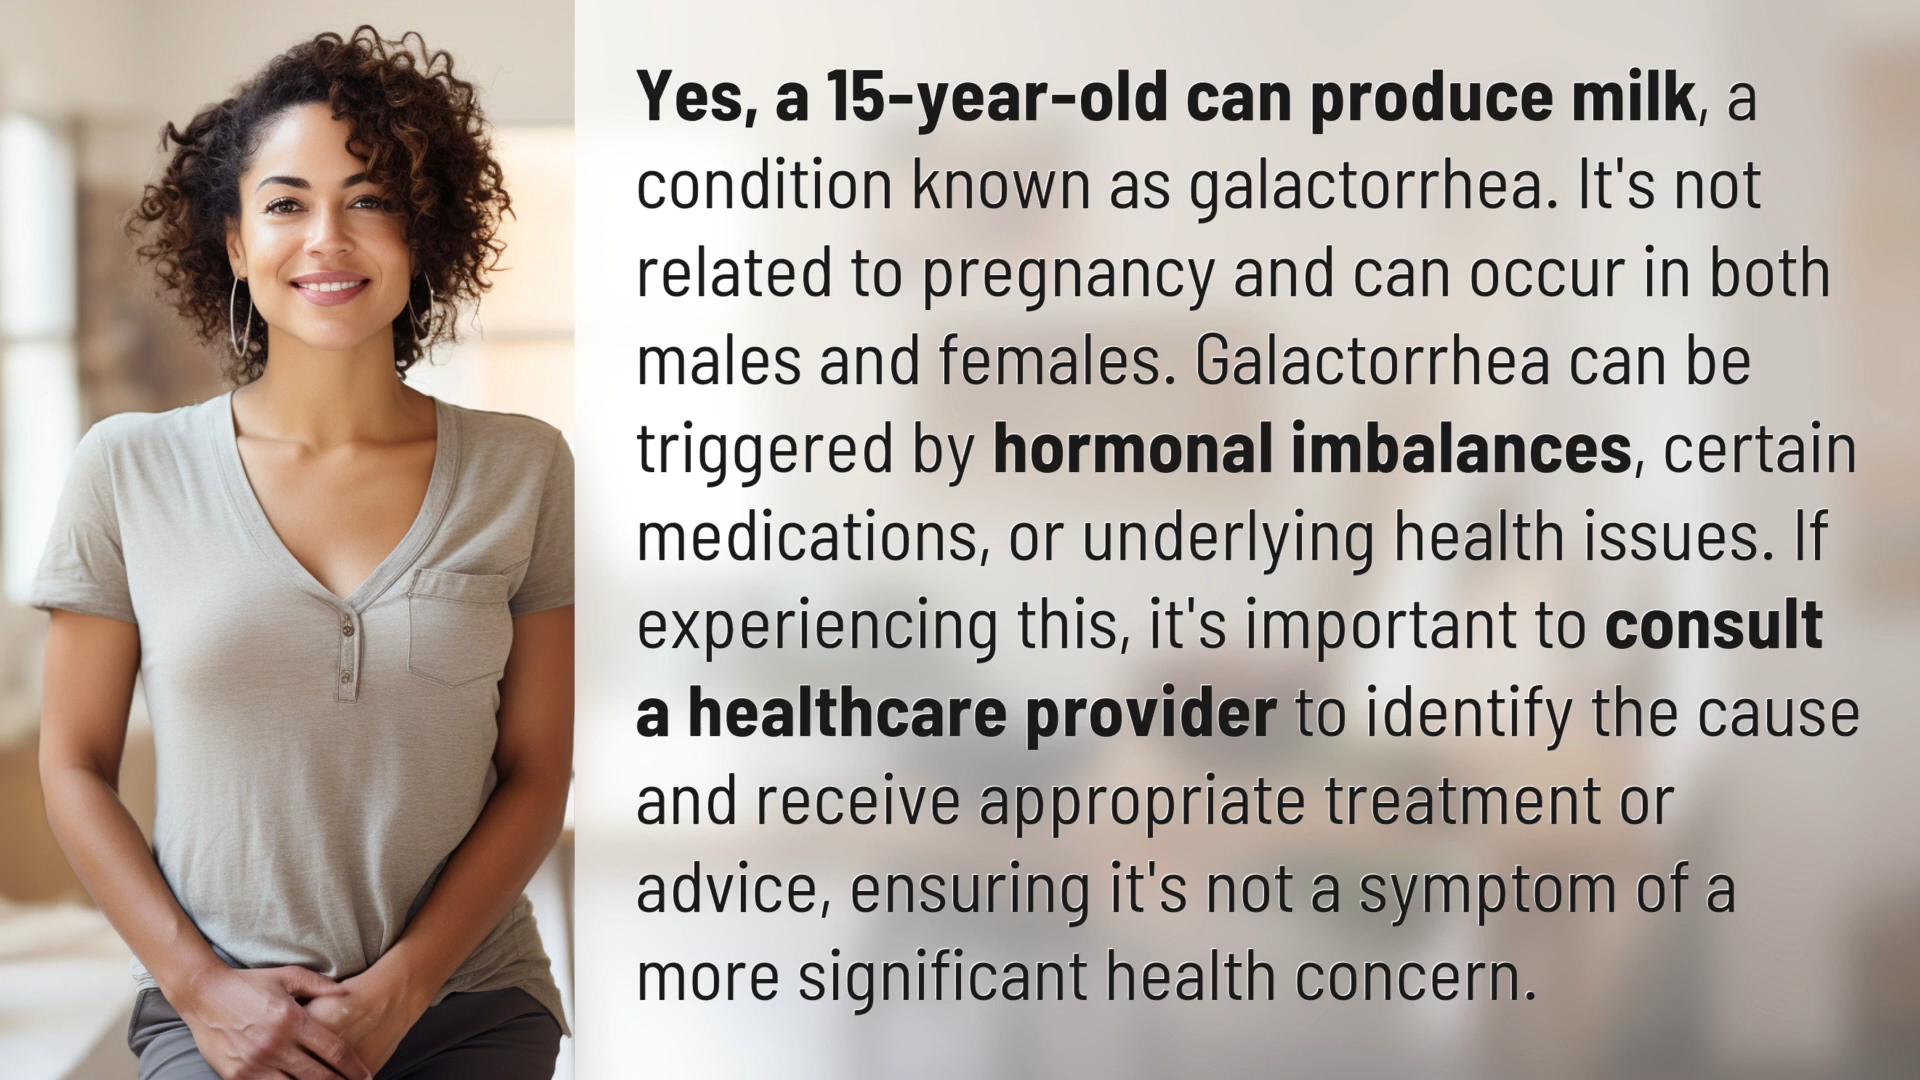 Yes, a 15-year-old can produce milk, a
condition known as galactorrhea. It's not
related to pregnancy and can occur in both
males and females. Galactorrhea can be
triggered by hormonal imbalances, certain
medications, or underlying health issues. If
experiencing this, it's important to consult
a healthcare provider to identify the cause
and receive appropriate treatment or
advice, ensuring it's not a symptom of a
more significant health concern.